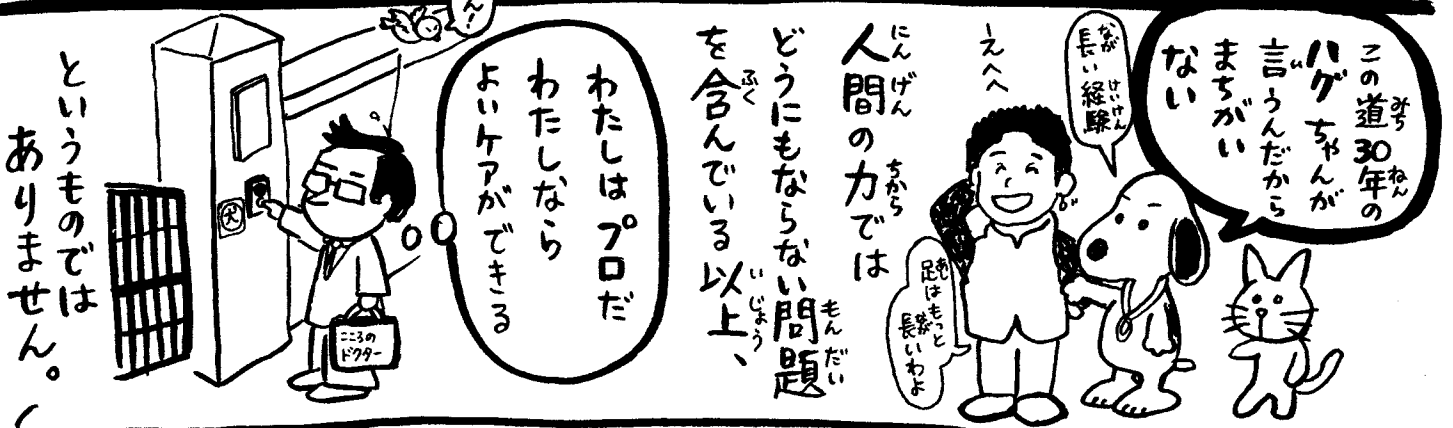 この道30年の
ハグちゃんが
言うんだから
まちがい
ない
長い経験
足はもっと
長いわよ
えへへ
人間の力では
どうにもならない問題
を含んでいる以上、
わたしはプロだ
わたしなら
よいケアができる
ん!
犬
こころの
ドクター
というものでは
ありません。